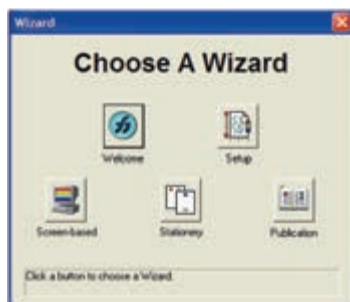 Wizard
Choose A Wizard
Welcome
Setup
Screen-based
Stationery
Publication
Click a button to choose a Wizard.